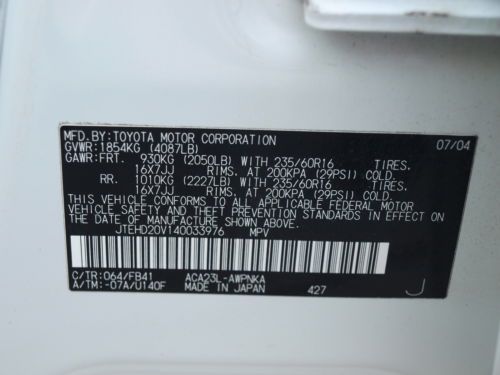 MFD.BY:TOYOTA MOTOR CORPORATION 07/04
GVWR:1854KG (4087LB)
GAWR:FRT. 930KG (2050LB) WITH 235/60R16 TIRES,
16X7JJ RIMS, AT 200KPA (29PSI) COLD.
RR. 1010KG (2227LB) WITH 235/60R16 TIRES,
16X7JJ RIMS, AT 200KPA (29PSI) COLD.
THIS VEHICLE CONFORMS TO ALL APPLICABLE FEDERAL MOTOR
VEHICLE SAFETY AND THEFT PREVENTION STANDARDS IN EFFECT ON
THE DATE OF MANUFACTURE SHOWN ABOVE.
JTEHD20V140033976 MPV
C/TR:064/FB41 ACA23L-AWPNKA
A/TM:-07A/U140F MADE IN JAPAN 427 J